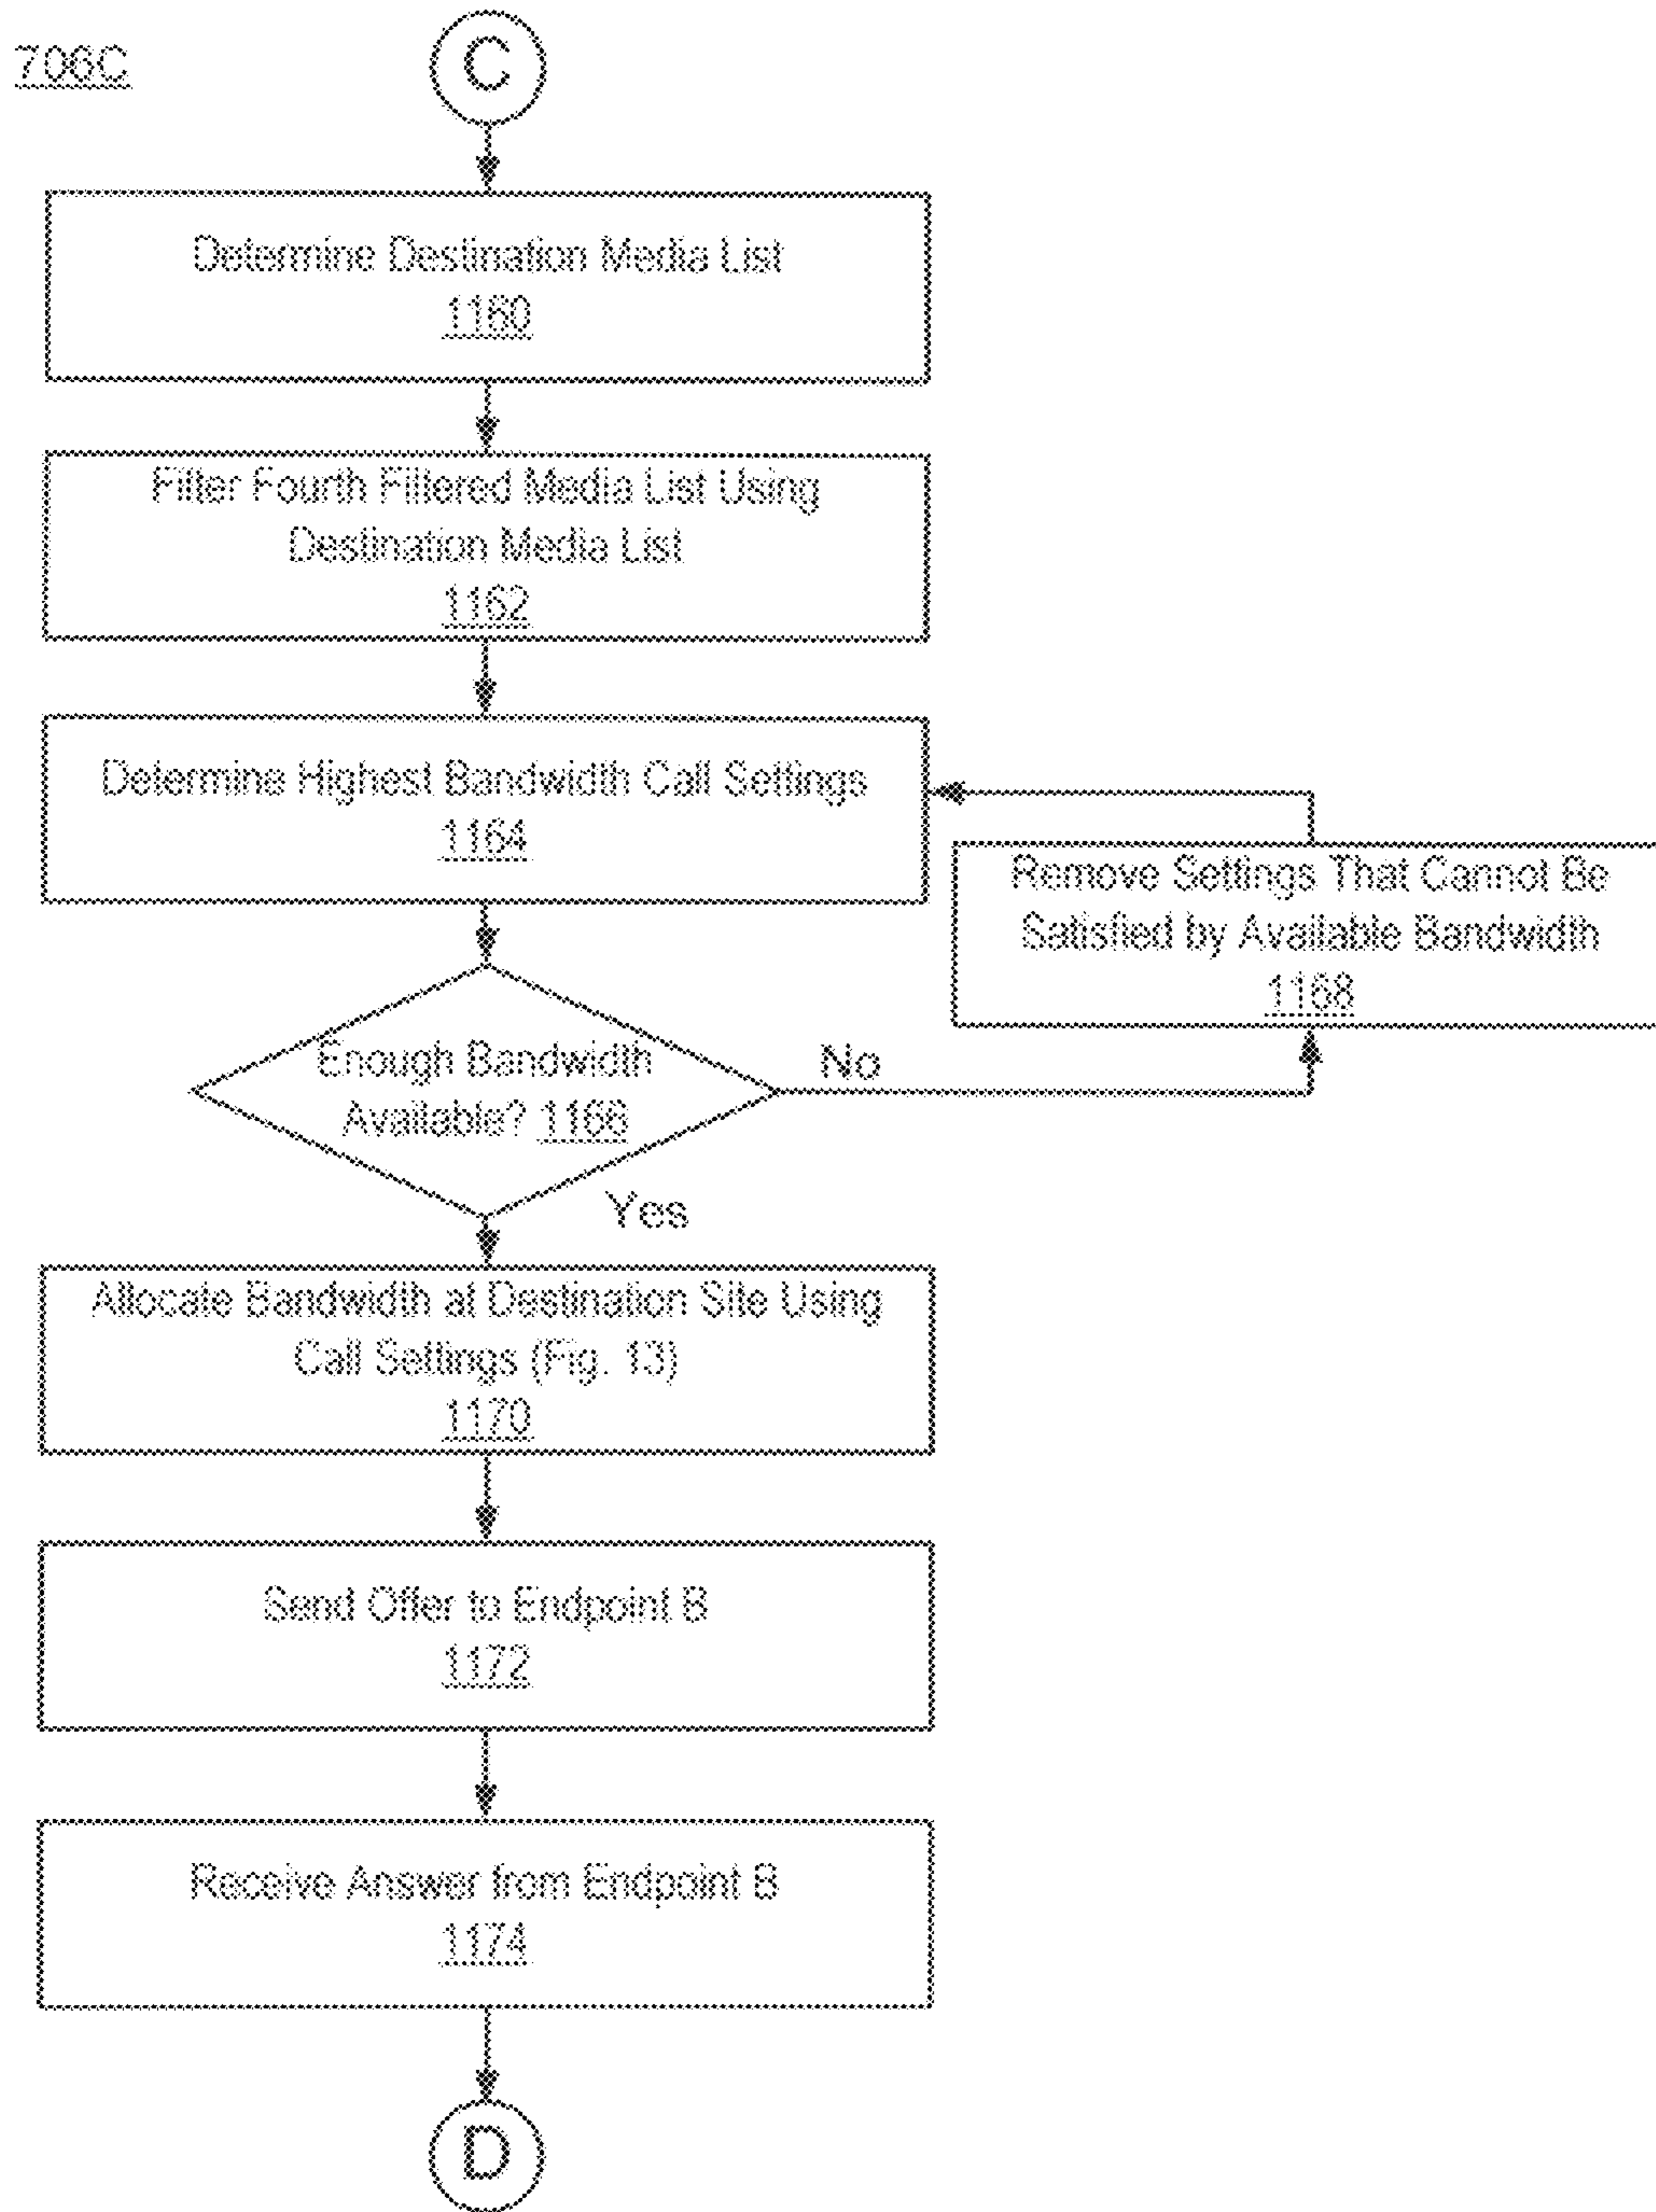 706C
C
Determine Destination Media List
1160
Filter Fourth Filtered Media List Using
Destination Media List
1162
Determine Highest Bandwidth Call Settings
1164
Remove Settings That Cannot Be
Satisfied by Available Bandwidth
1168
Enough Bandwidth
Available? 1166
No
Yes
Allocate Bandwidth at Destination Site Using
Call Settings (Fig. 13)
1170
Send Offer to Endpoint B
1172
Receive Answer from Endpoint B
1174
D